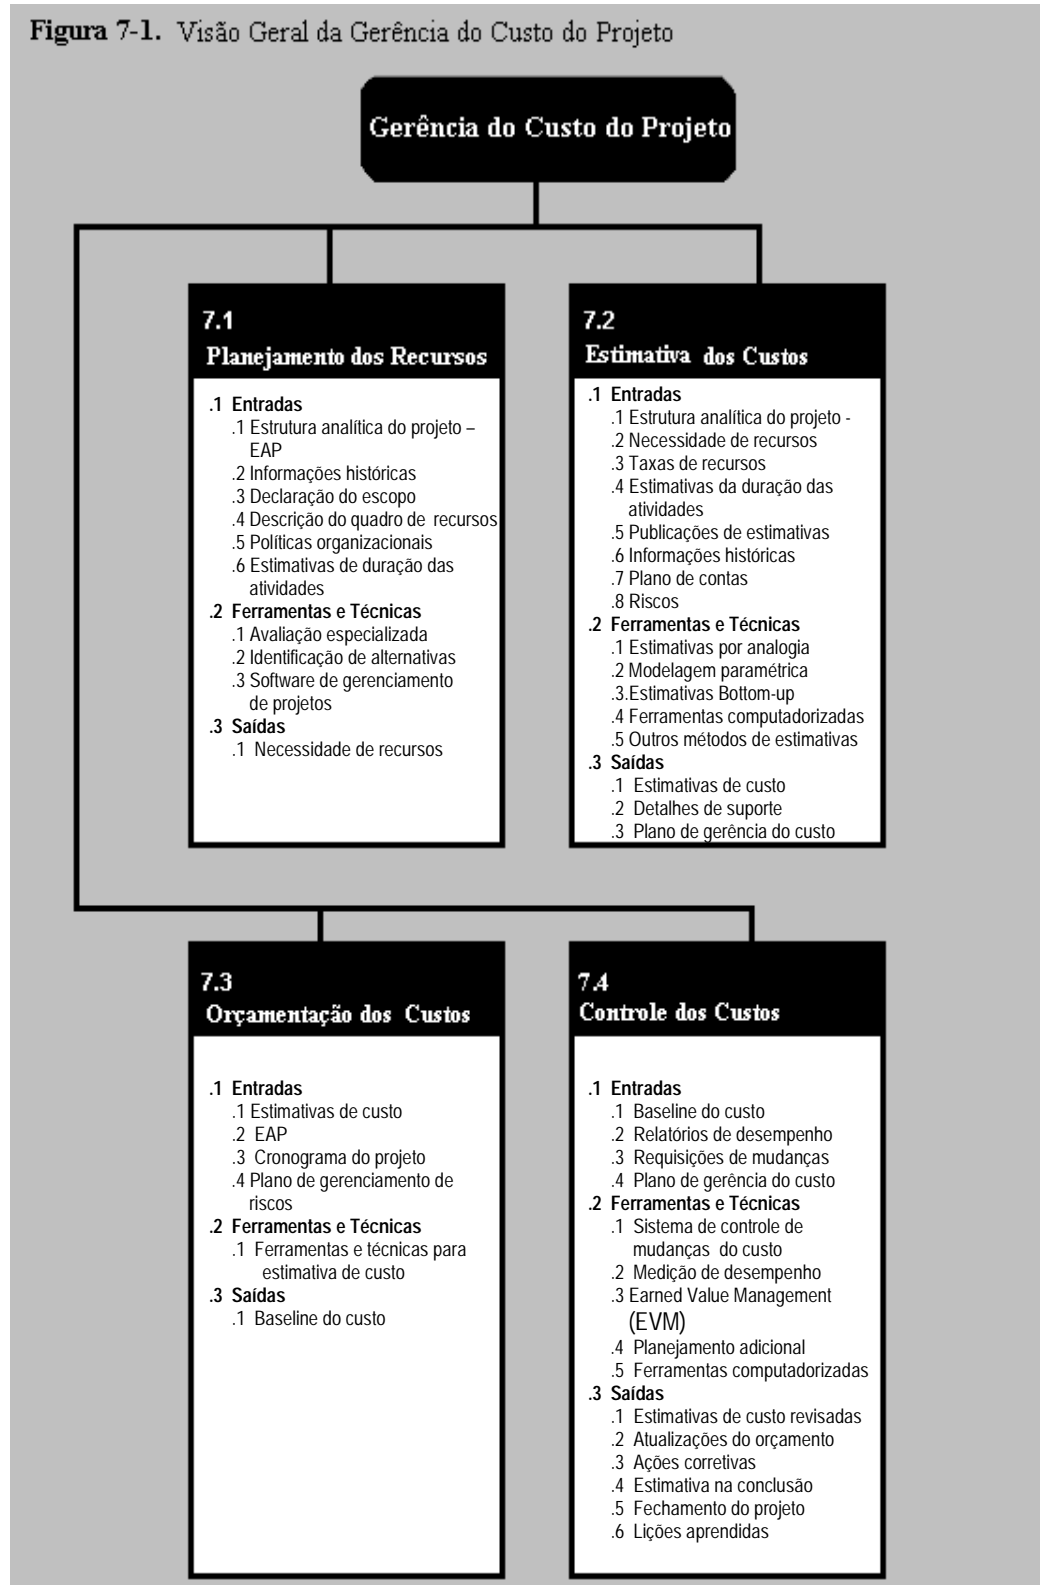 Figura 7-1. Visão Geral da Gerência do Custo do Projeto
Gerência do Custo do Projeto
7.1
Planejamento dos Recursos
.1 Entradas
.1 Estrutura analítica do projeto –
EAP
.2 Informações históricas
.3 Declaração do escopo
.4 Descrição do quadro de recursos
.5 Políticas organizacionais
.6 Estimativas de duração das
atividades
.2 Ferramentas e Técnicas
.1 Avaliação especializada
.2 Identificação de alternativas
.3 Software de gerenciamento
de projetos
.3 Saídas
.1 Necessidade de recursos
7.2
Estimativa dos Custos
.1 Entradas
.1 Estrutura analítica do projeto -
.2 Necessidade de recursos
.3 Taxas de recursos
.4 Estimativas da duração das
atividades
.5 Publicações de estimativas
.6 Informações históricas
.7 Plano de contas
.8 Riscos
.2 Ferramentas e Técnicas
.1 Estimativas por analogia
.2 Modelagem paramétrica
.3.Estimativas Bottom-up
.4 Ferramentas computadorizadas
.5 Outros métodos de estimativas
.3 Saídas
.1 Estimativas de custo
.2 Detalhes de suporte
.3 Plano de gerência do custo
7.3
Orçamentação dos Custos
.1 Entradas
.1 Estimativas de custo
.2 EAP
.3 Cronograma do projeto
.4 Plano de gerenciamento de
riscos
.2 Ferramentas e Técnicas
.1 Ferramentas e técnicas para
estimativa de custo
.3 Saídas
.1 Baseline do custo
7.4
Controle dos Custos
.1 Entradas
.1 Baseline do custo
.2 Relatórios de desempenho
.3 Requisições de mudanças
.4 Plano de gerência do custo
.2 Ferramentas e Técnicas
.1 Sistema de controle de
mudanças do custo
.2 Medição de desempenho
.3 Earned Value Management
(EVM)
.4 Planejamento adicional
.5 Ferramentas computadorizadas
.3 Saídas
.1 Estimativas de custo revisadas
.2 Atualizações do orçamento
.3 Ações corretivas
.4 Estimativa na conclusão
.5 Fechamento do projeto
.6 Lições aprendidas